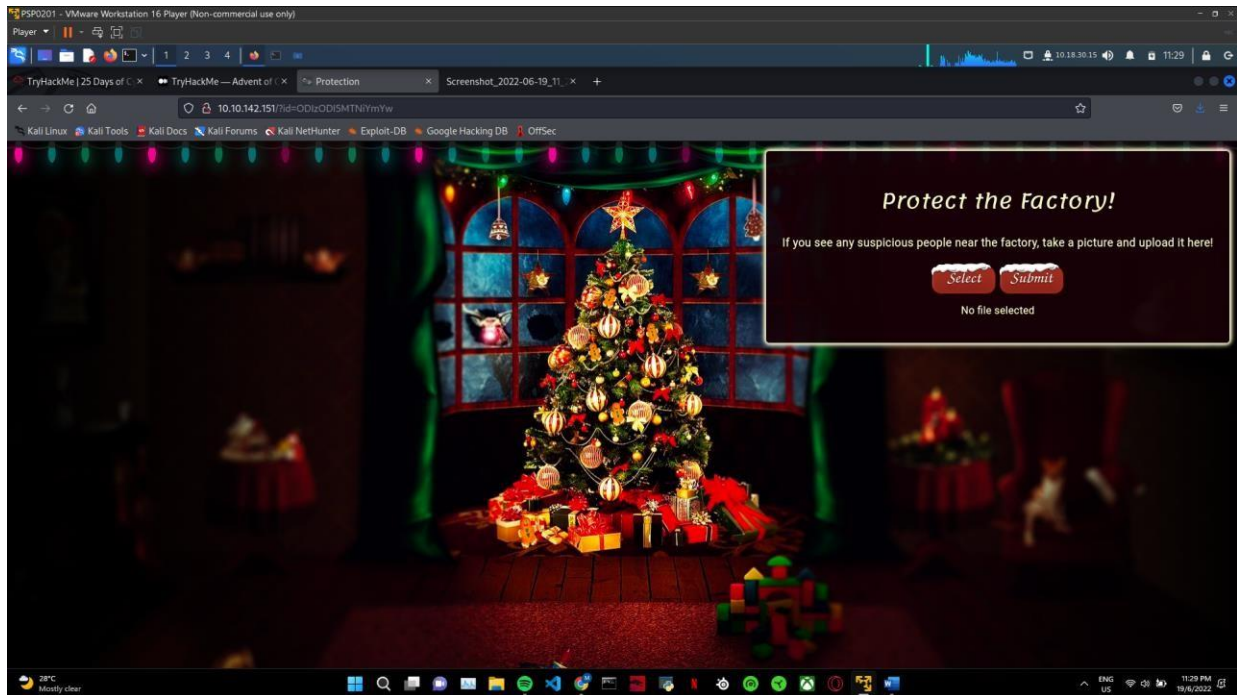 PSP0201 - VMware Workstation 16 Player (Non-commercial use only)
Player
1 2 3 4
10.18.30.15 11:29
TryHackMe | 25 Days of C
TryHackMe — Advent of C
Protection
Screenshot_2022-06-19_11_
10.10.142.151/?id=ODIzODI5MTNiYmYw
Kali Linux Kali Tools Kali Docs Kali Forums Kali NetHunter Exploit-DB Google Hacking DB OffSec
Protect the Factory!
If you see any suspicious people near the factory, take a picture and upload it here!
Select Submit
No file selected
28°C
Mostly clear
ENG
US
11:29 PM
19/6/2022